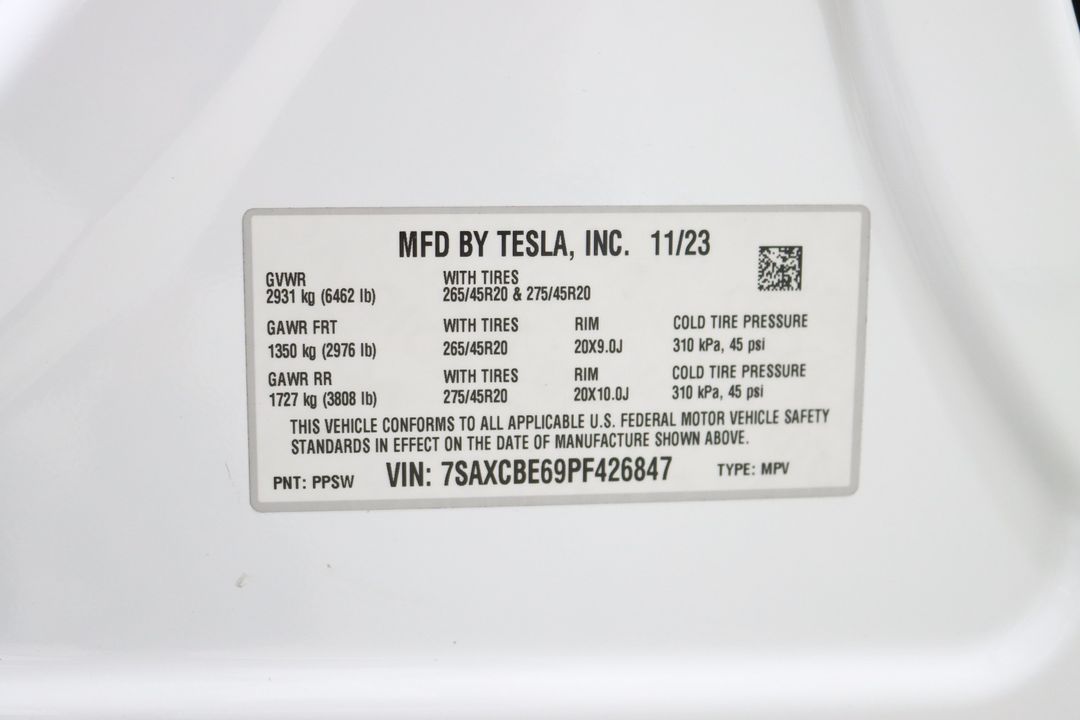 MFD BY TESLA, INC. 11/23
GVWR WITH TIRES
2931 kg (6462 lb) 265/45R20 & 275/45R20
GAWR FRT WITH TIRES RIM COLD TIRE PRESSURE
1350 kg (2976 lb) 265/45R20 20X9.0J 310 kPa, 45 psi
GAWR RR WITH TIRES RIM COLD TIRE PRESSURE
1727 kg (3808 lb) 275/45R20 20X10.0J 310 kPa, 45 psi
THIS VEHICLE CONFORMS TO ALL APPLICABLE U.S. FEDERAL MOTOR VEHICLE SAFETY
STANDARDS IN EFFECT ON THE DATE OF MANUFACTURE SHOWN ABOVE.
PNT: PPSW VIN: 7SAXCBE69PF426847 TYPE: MPV